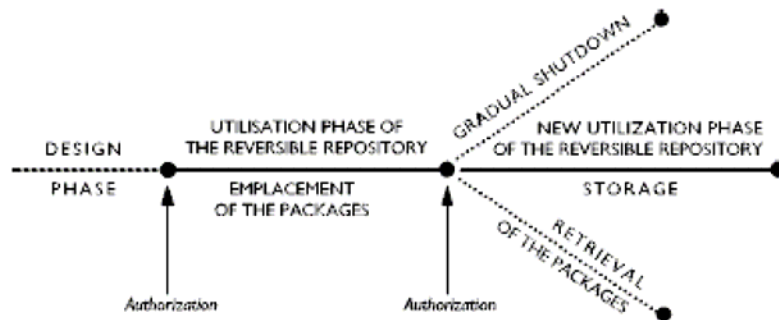 DESIGN
PHASE
UTILISATION PHASE OF
THE REVERSIBLE REPOSITORY
EMPLACEMENT
OF THE PACKAGES
GRADUAL SHUTDOWN
NEW UTILIZATION PHASE
OF THE REVERSIBLE REPOSITORY
STORAGE
RETRIEVAL
OF THE PACKAGES
Authorization
Authorization